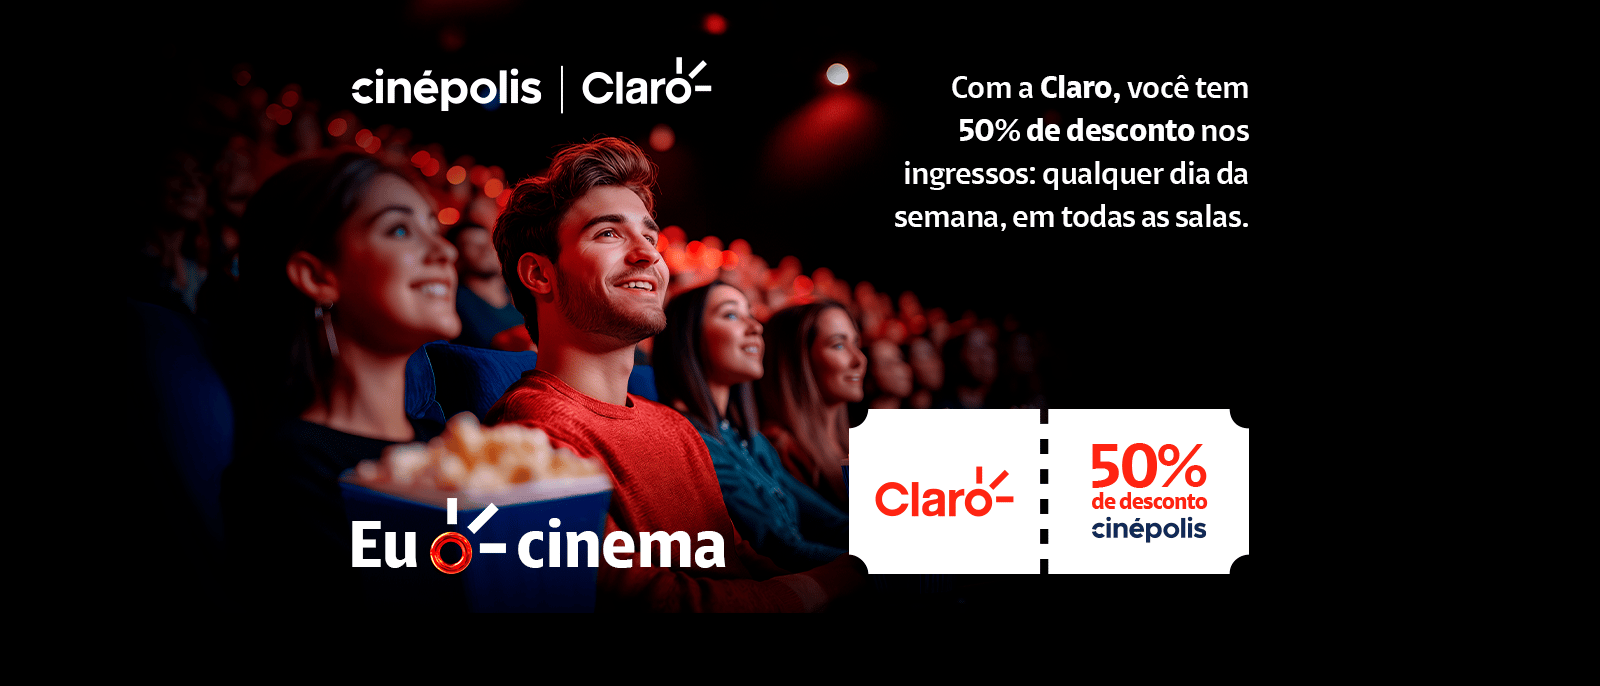 cinépolis | Claro
Com a Claro, você tem
50% de desconto nos
ingressos: qualquer dia da
semana, em todas as salas.
Eu o cinema
Claro
50%
de desconto
cinépolis